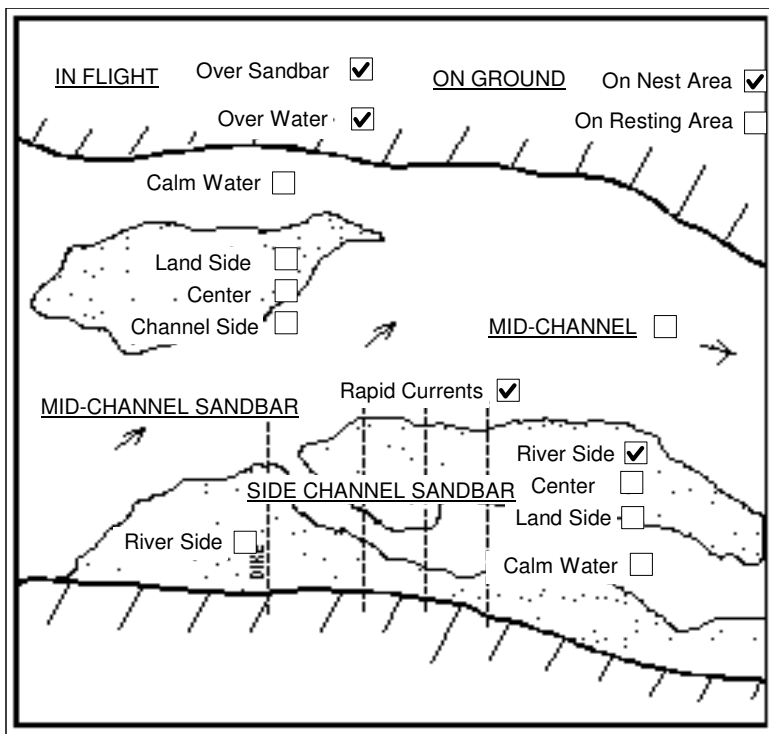 IN FLIGHT
Over Sandbar
ON GROUND
On Nest Area
Over Water
On Resting Area
Calm Water
Land Side
Center
Channel Side
MID-CHANNEL
Rapid Currents
MID-CHANNEL SANDBAR
River Side
Center
SIDE CHANNEL SANDBAR
Land Side
River Side
DIKE
Calm Water